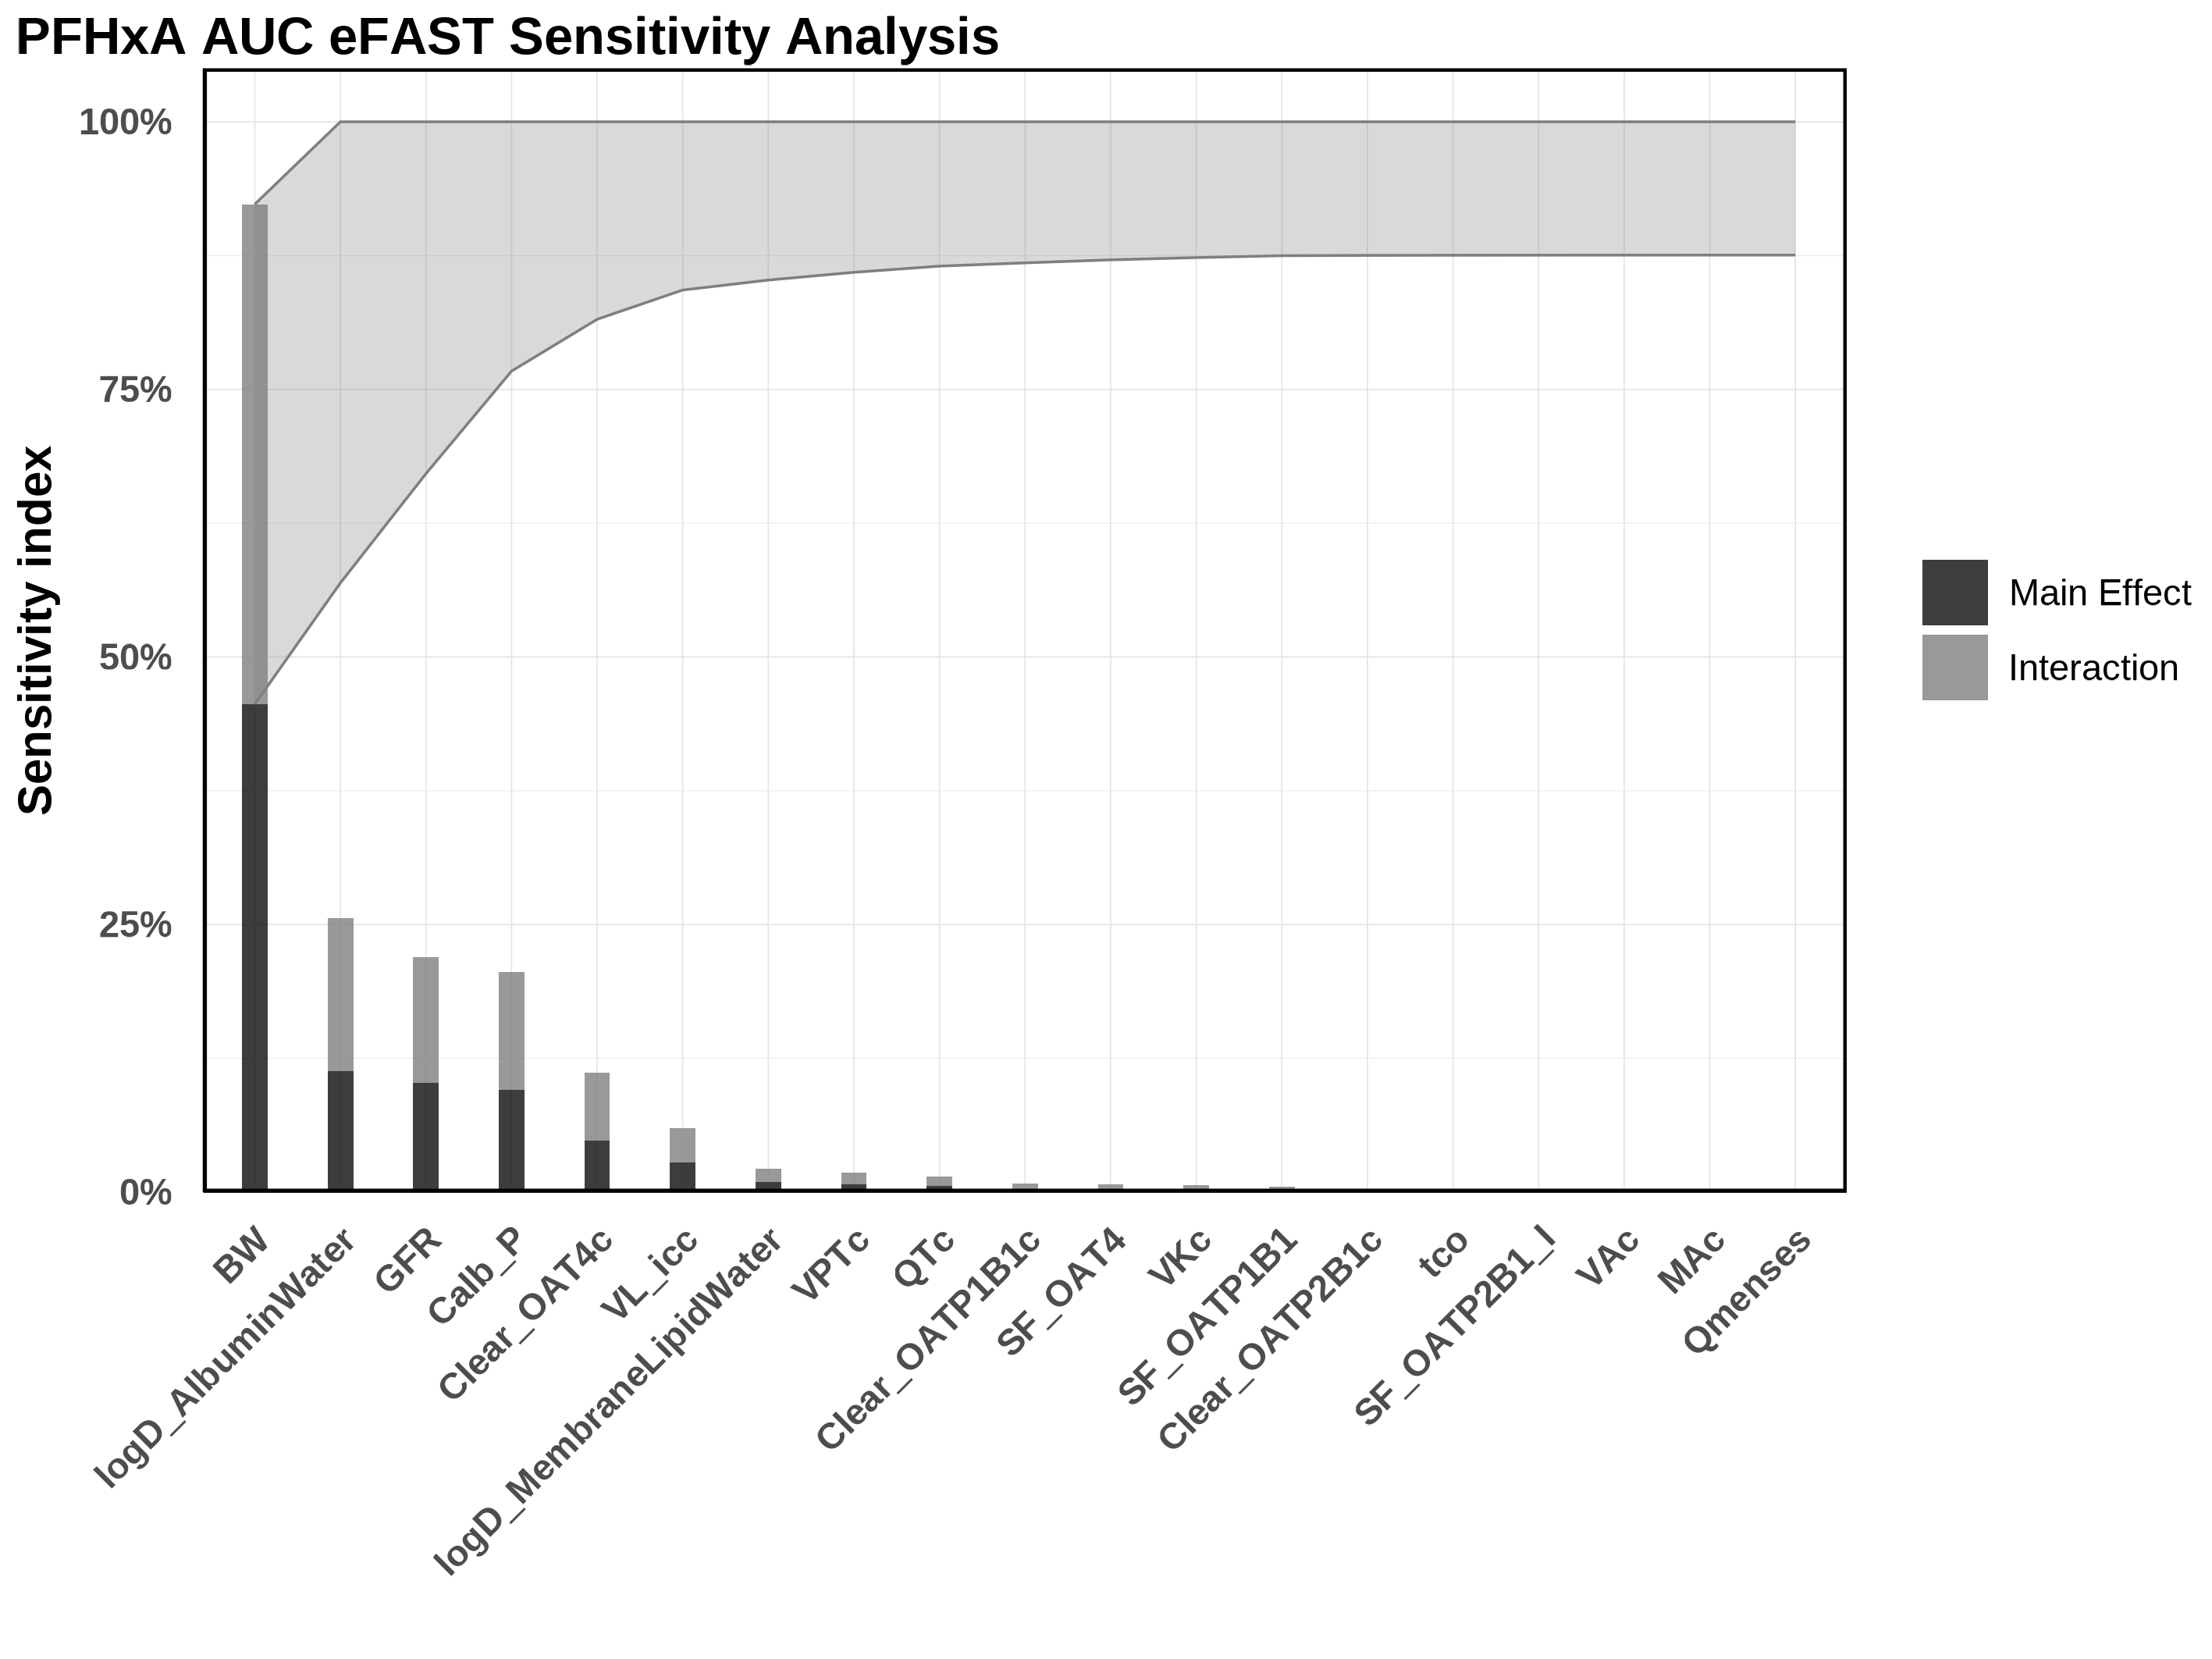 PFHxA AUC eFAST Sensitivity Analysis
100%
75%
50%
25%
0%
Sensitivity index
Main Effect
Interaction
BW
logD_AlbuminWater
GFR
Calb_P
Clear_OAT4c
VL_icc
logD_MembraneLipidWater
VPTc
QTc
Clear_OATP1B1c
SF_OAT4
VKc
SF_OATP1B1
Clear_OATP2B1c
tco
SF_OATP2B1_l
VAc
MAc
Qmenses